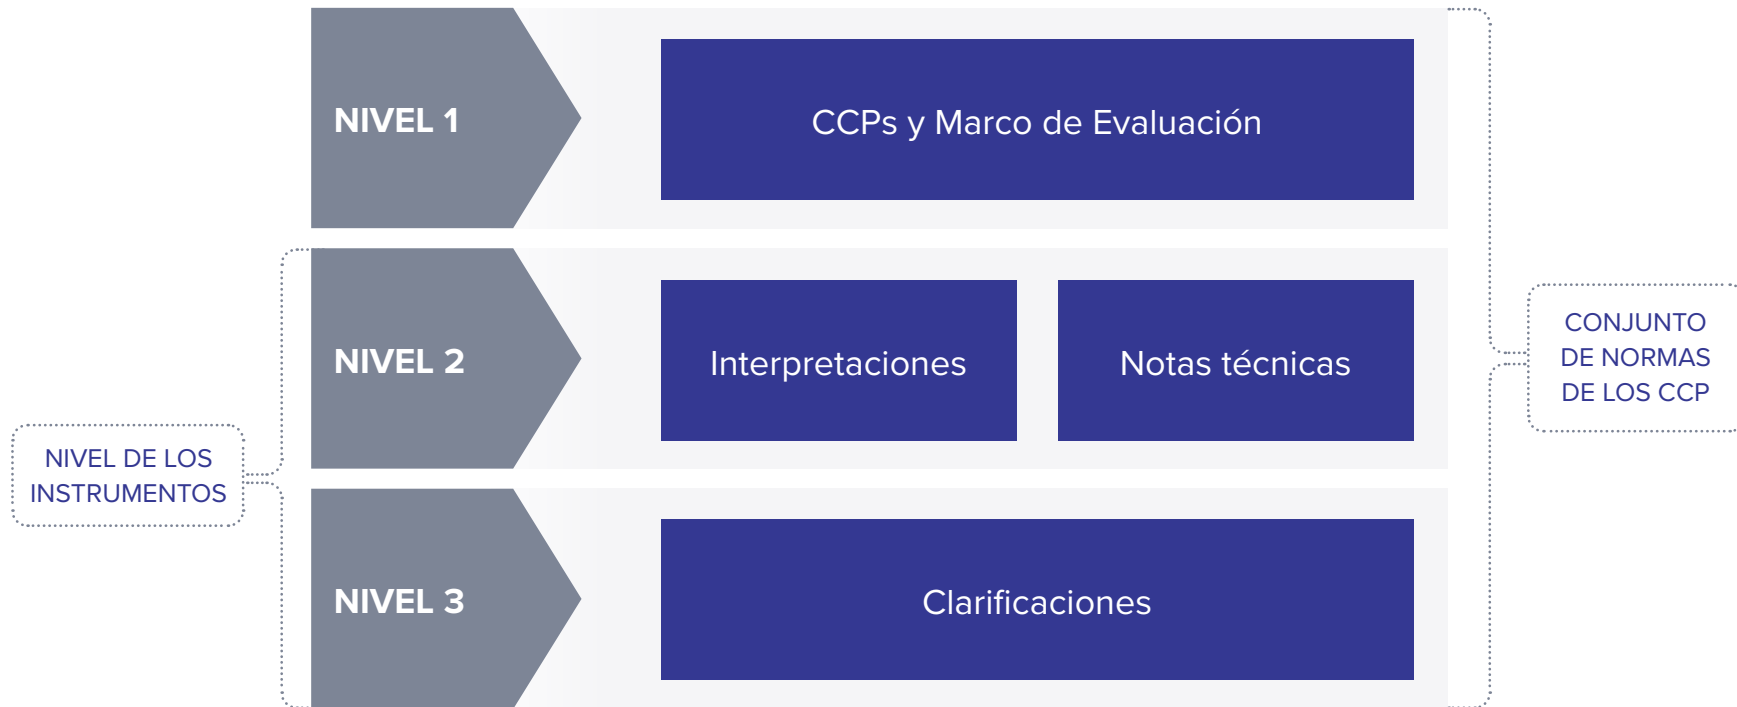 NIVEL 1
CCPs y Marco de Evaluación
NIVEL 2
Interpretaciones
Notas técnicas
NIVEL 3
Clarificaciones
NIVEL DE LOS
INSTRUMENTOS
CONJUNTO
DE NORMAS
DE LOS CCP